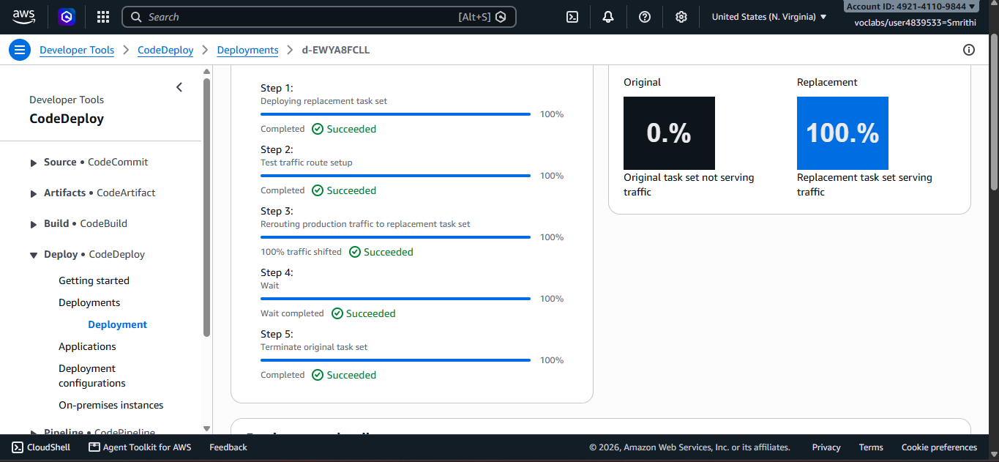 aws
Search
[Alt+S]
United States (N. Virginia)
Account ID: 4921-4110-9844
voclabs/user4839533=Smrithi
Developer Tools
CodeDeploy
Deployments
d-EWYA8FCLL
Developer Tools
CodeDeploy
Source • CodeCommit
Artifacts • CodeArtifact
Build • CodeBuild
Deploy • CodeDeploy
Getting started
Deployments
Deployment
Applications
Deployment
configurations
On-premises instances
Pipeline • CodePipeline
Step 1:
Deploying replacement task set
100%
Completed Succeeded
Step 2:
Test traffic route setup
100%
Completed Succeeded
Step 3:
Rerouting production traffic to replacement task set
100%
100% traffic shifted Succeeded
Step 4:
Wait
100%
Wait completed Succeeded
Step 5:
Terminate original task set
100%
Completed Succeeded
Original
0.%
Original task set not serving
traffic
Replacement
100.%
Replacement task set serving
traffic
CloudShell
Agent Toolkit for AWS
Feedback
© 2026, Amazon Web Services, Inc. or its affiliates.
Privacy
Terms
Cookie preferences